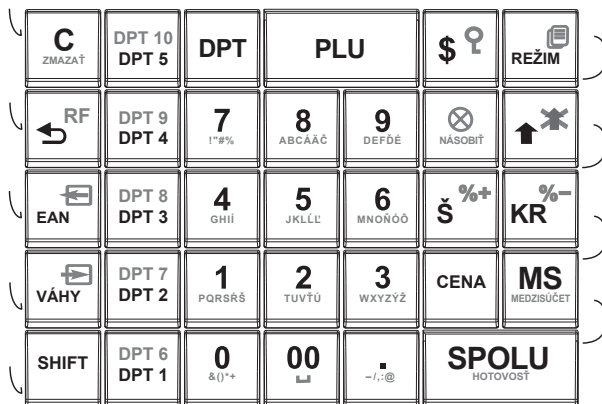 C
ZMAZAŤ
DPT 10
DPT 5
DPT
PLU
$
REŽIM
RF
DPT 9
DPT 4
7
!"#%
8
ABCÁÄČ
9
DEFĎÉ
NÁSOBIŤ
EAN
DPT 8
DPT 3
4
GHIÍ
5
JKLĹĽ
6
MNOŇÓÔ
Š
%+
KR
%–
VÁHY
DPT 7
DPT 2
1
PQRSŔŠ
2
TUVŤÚ
3
WXYZÝŽ
CENA
MS
MEDZISÚČET
SHIFT
DPT 6
DPT 1
0
&()*+
00
.
–/,:@
SPOLU
HOTOVOSŤ